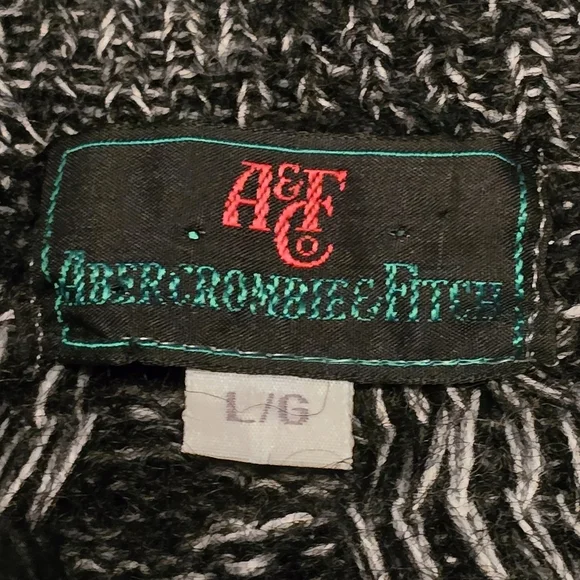 A&F
Co
ABERCROMBIE & FITCH
L/G